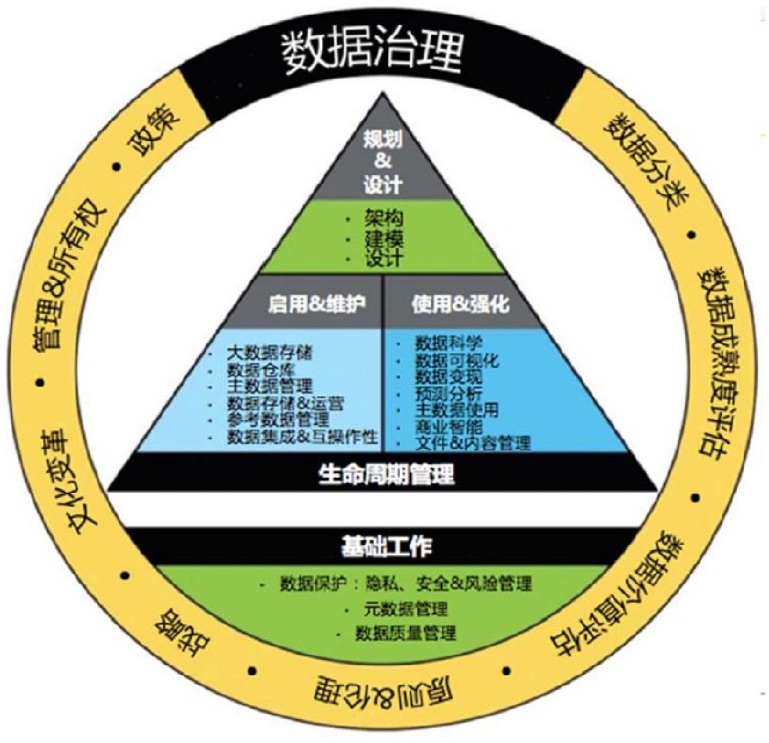 数据治理
政策
管理&所有权
文化变革
战略
原则&伦理
数据价值评估
数据成熟度评估
数据分类
规划
&
设计
· 架构
· 建模
· 设计
启用&维护
· 大数据存储
· 数据仓库
· 主数据管理
· 数据存储&运营
· 参考数据管理
· 数据集成&互操作性
使用&强化
· 数据科学
· 数据可视化
· 数据变现
· 预测分析
· 主数据使用
· 商业智能
· 文件&内容管理
生命周期管理
基础工作
· 数据保护：隐私、安全&风险管理
· 元数据管理
· 数据质量管理